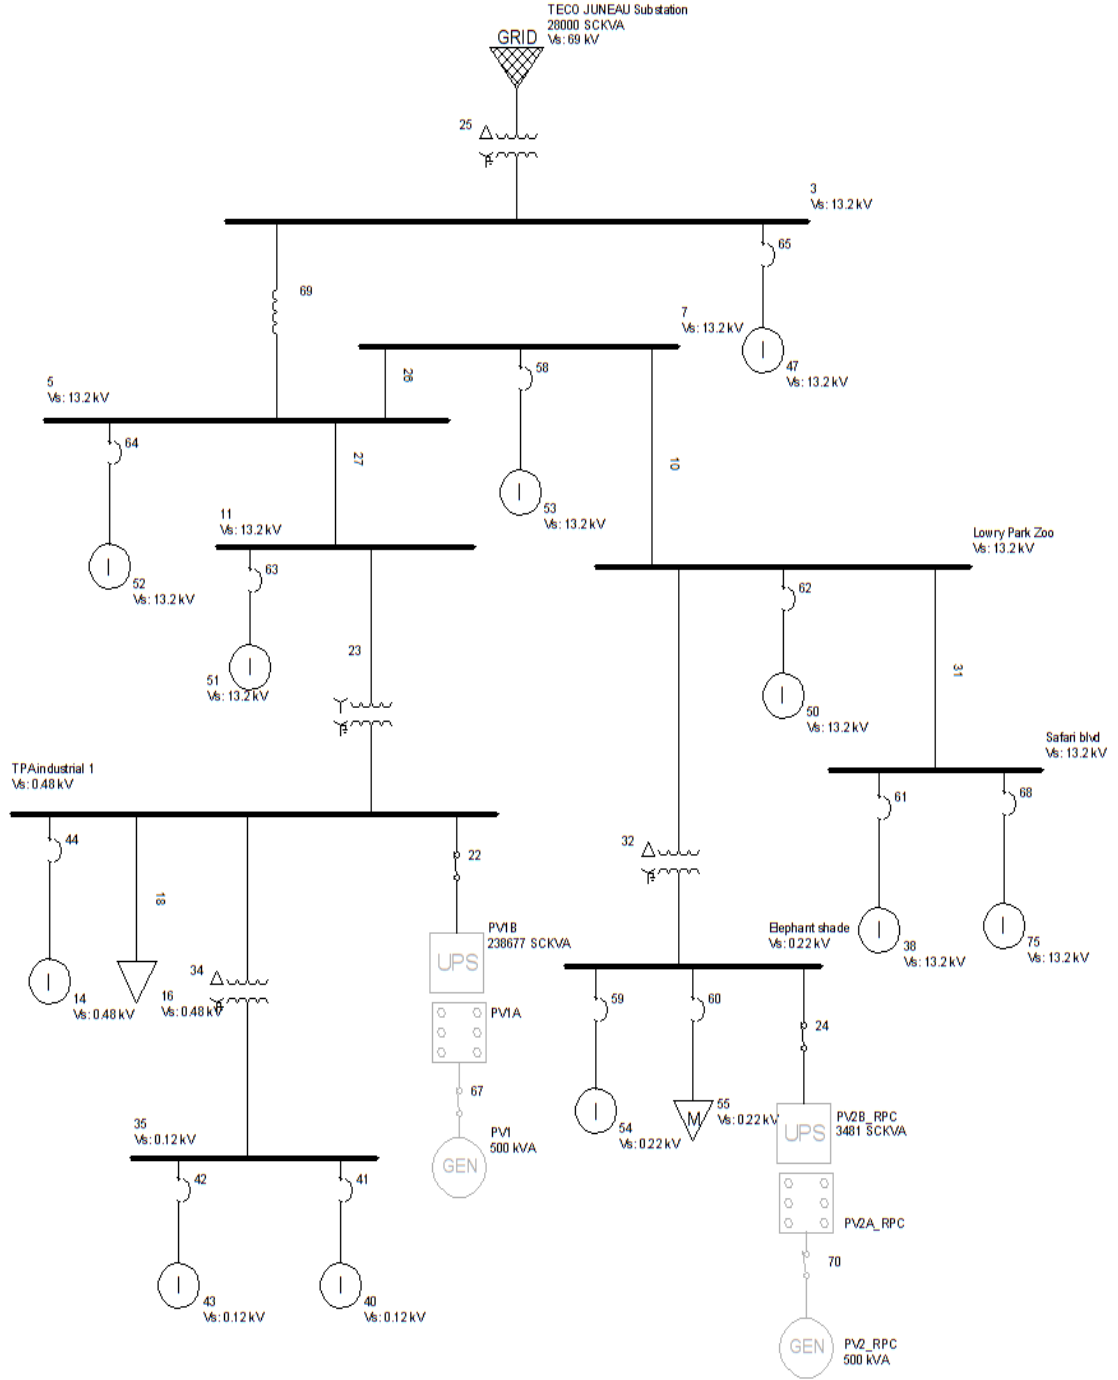 TECO JUNEAU Substation
28000 SCKVA
Vs: 69 kV
GRID
25
3
Vs: 13.2 kV
65
69
7
Vs: 13.2 kV
47
Vs: 13.2 kV
26
58
5
Vs: 13.2 kV
64
27
10
53
Vs: 13.2 kV
11
Vs: 13.2 kV
Lowry Park Zoo
Vs: 13.2 kV
52
Vs: 13.2 kV
63
62
23
51
Vs: 13.2 kV
31
50
Vs: 13.2 kV
Safari blvd
Vs: 13.2 kV
TPAindustrial 1
Vs: 0.48 kV
61
68
44
22
32
18
PV1B
238677 SCKVA
UPS
Elephant shade
Vs: 0.22 kV
38
Vs: 13.2 kV
75
Vs: 13.2 kV
34
14
Vs: 0.48 kV
16
Vs: 0.48 kV
PV1A
59
60
24
67
35
Vs: 0.12 kV
PV1
500 kVA
GEN
54
Vs: 0.22 kV
M
55
Vs: 0.22 kV
UPS
PV2B_RPC
3481 SCKVA
42
41
PV2A_RPC
70
43
Vs: 0.12 kV
40
Vs: 0.12 kV
GEN
PV2_RPC
500 kVA